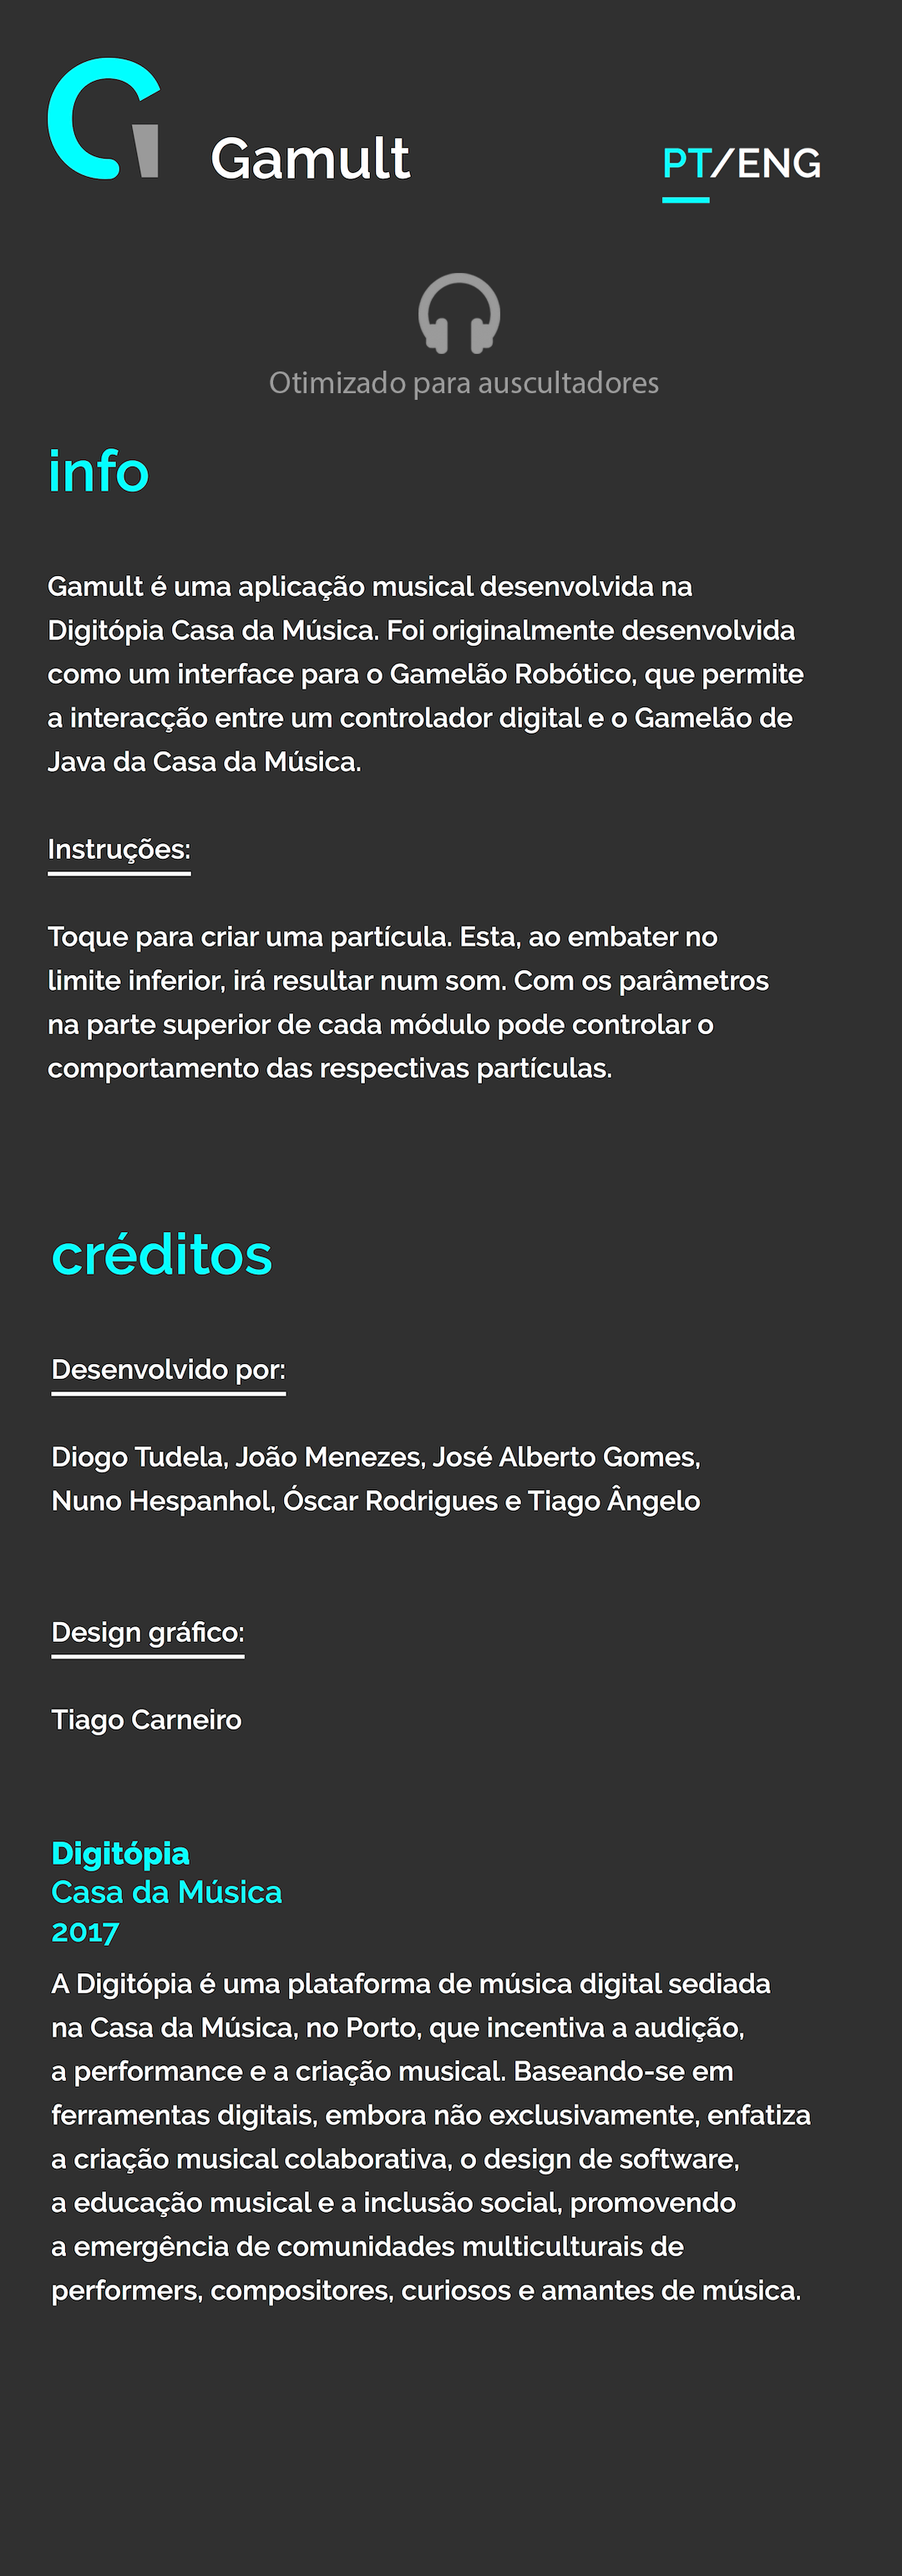 Gamult
PT/ENG
Otimizado para auscultadores
info
Gamult é uma aplicação musical desenvolvida na
Digitópia Casa da Música. Foi originalmente desenvolvida
como um interface para o Gamelão Robótico, que permite
a interacção entre um controlador digital e o Gamelão de
Java da Casa da Música.
Instruções:
Toque para criar uma partícula. Esta, ao embater no
limite inferior, irá resultar num som. Com os parâmetros
na parte superior de cada módulo pode controlar o
comportamento das respectivas partículas.
créditos
Desenvolvido por:
Diogo Tudela, João Menezes, José Alberto Gomes,
Nuno Hespanhol, Óscar Rodrigues e Tiago Ângelo
Design gráfico:
Tiago Carneiro
Digitópia
Casa da Música
2017
A Digitópia é uma plataforma de música digital sediada
na Casa da Música, no Porto, que incentiva a audição,
a performance e a criação musical. Baseando-se em
ferramentas digitais, embora não exclusivamente, enfatiza
a criação musical colaborativa, o design de software,
a educação musical e a inclusão social, promovendo
a emergência de comunidades multiculturais de
performers, compositores, curiosos e amantes de música.